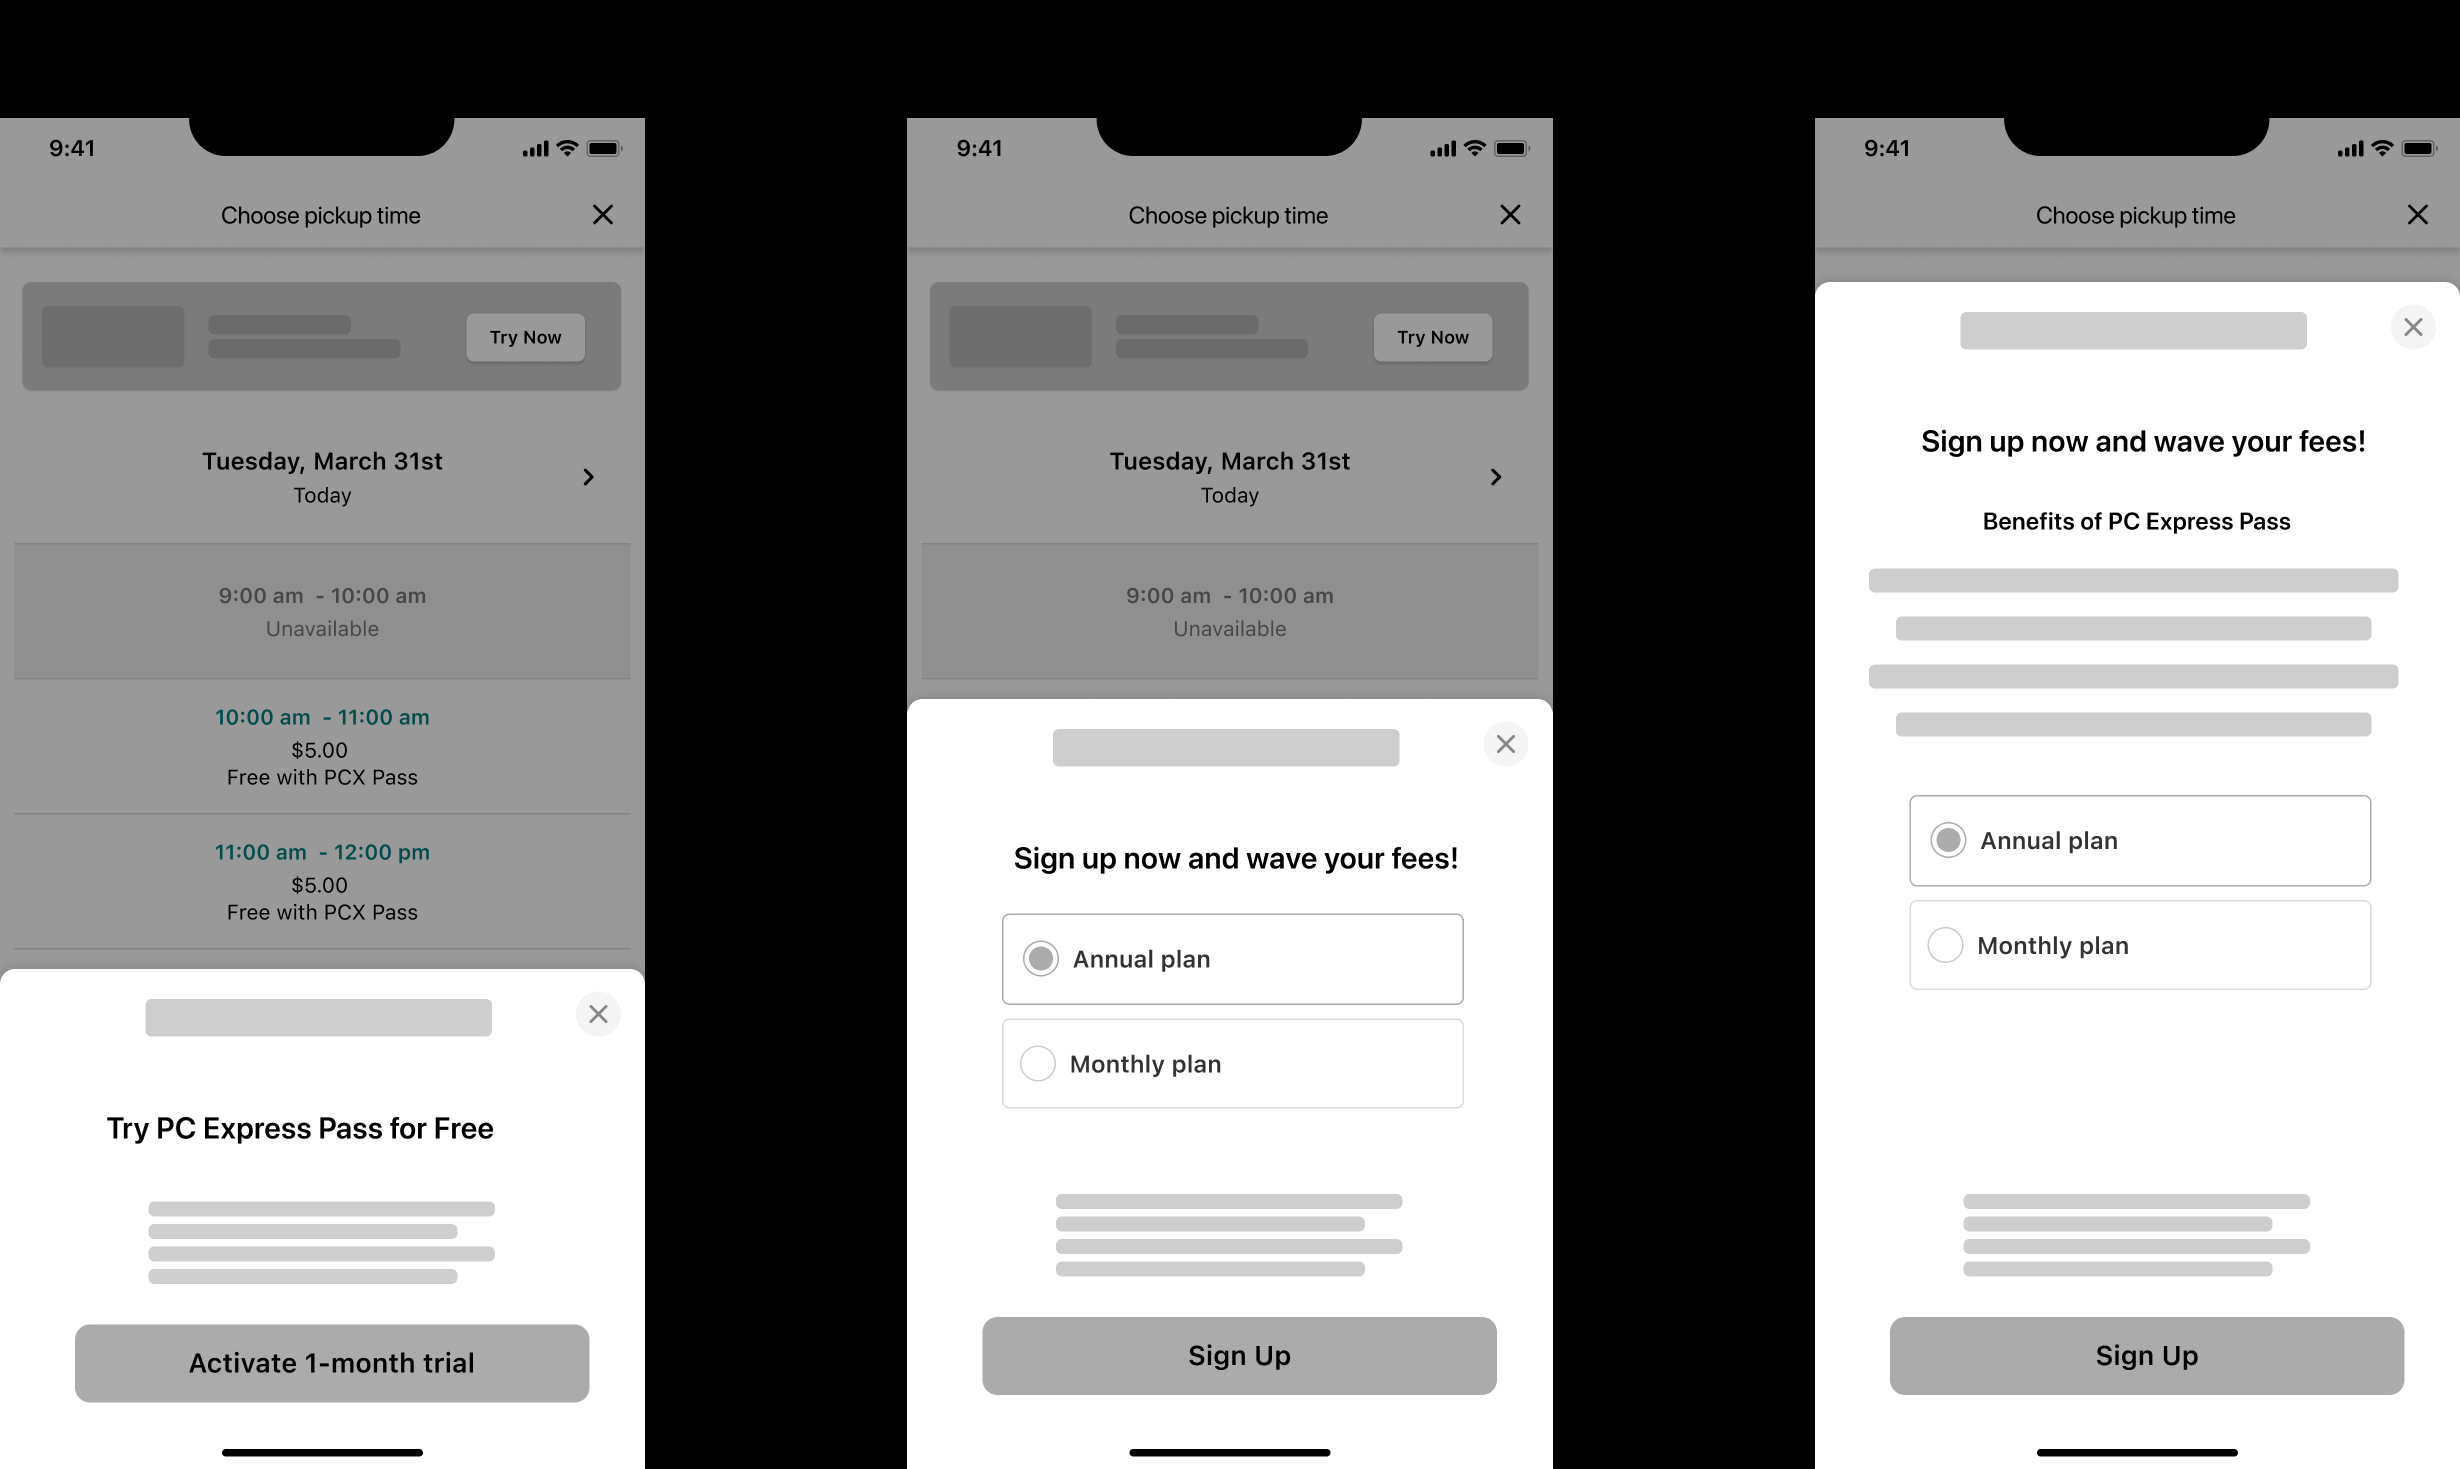 9:41
Choose pickup time
Try Now
Tuesday, March 31st
Today
9:00 am - 10:00 am
Unavailable
10:00 am - 11:00 am
$5.00
Free with PCX Pass
11:00 am - 12:00 pm
$5.00
Free with PCX Pass
Try PC Express Pass for Free
Activate 1-month trial
9:41
Choose pickup time
Try Now
Tuesday, March 31st
Today
9:00 am - 10:00 am
Unavailable
Sign up now and wave your fees!
Annual plan
Monthly plan
Sign Up
9:41
Choose pickup time
Sign up now and wave your fees!
Benefits of PC Express Pass
Annual plan
Monthly plan
Sign Up